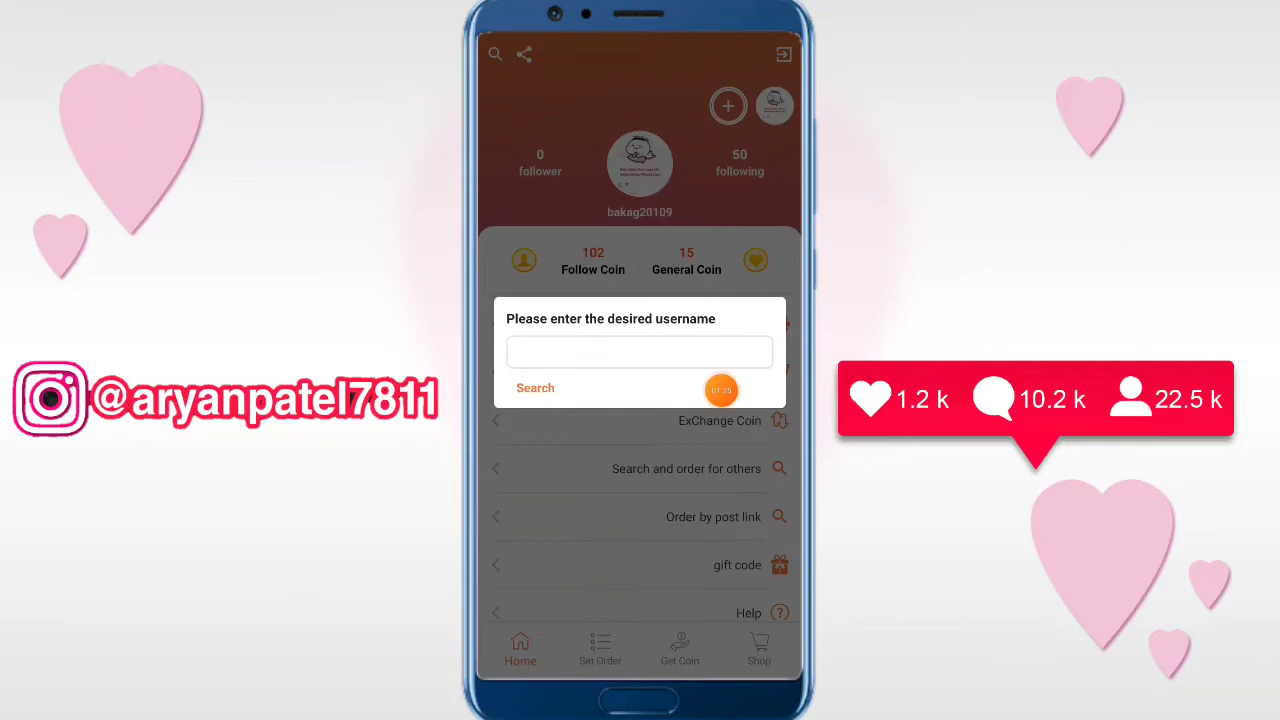 0
follower
50
following
bakag20109
102
Follow Coin
15
General Coin
Please enter the desired username
Search
01:25
@aryanpatel7811
1.2 k
10.2 k
22.5 k
ExChange Coin
Search and order for others
Order by post link
gift code
Help
Home
Set Order
Get Coin
Shop